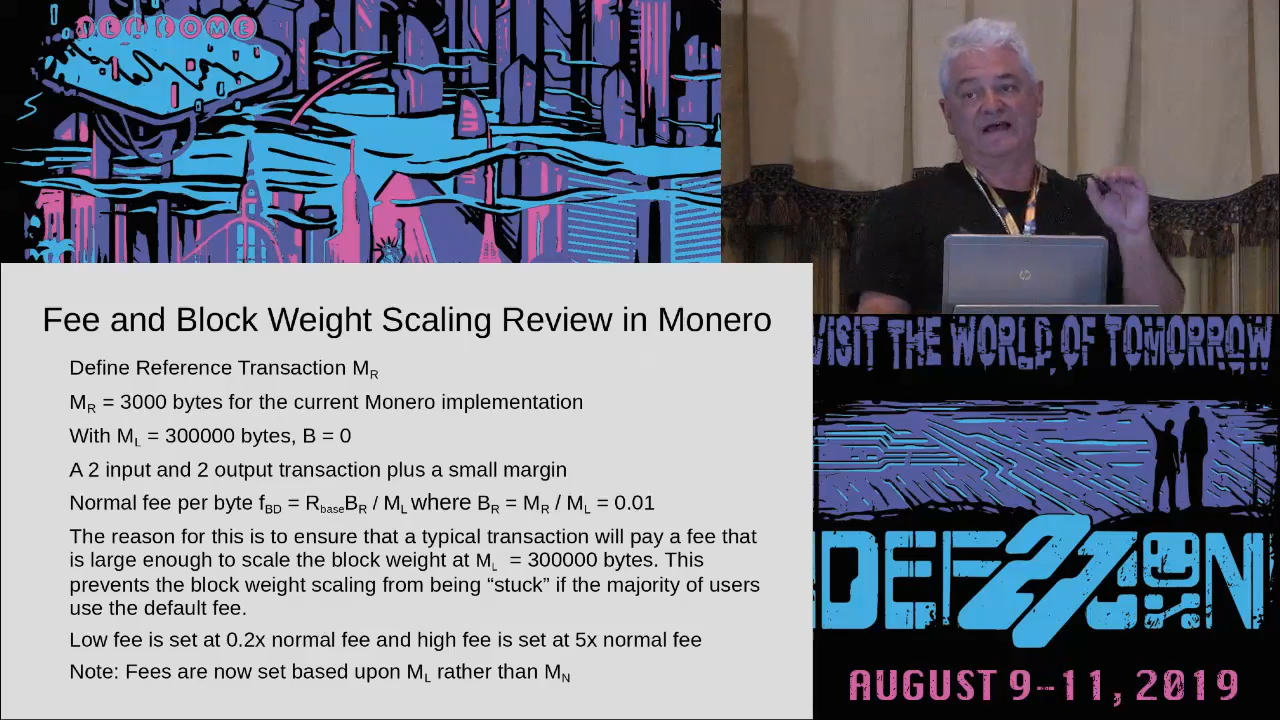 WELCOME
Fee and Block Weight Scaling Review in Monero
Define Reference Transaction MR
MR = 3000 bytes for the current Monero implementation
With ML = 300000 bytes, B = 0
A 2 input and 2 output transaction plus a small margin
Normal fee per byte fBD = RbaseBR / ML where BR = MR / ML = 0.01
The reason for this is to ensure that a typical transaction will pay a fee that
is large enough to scale the block weight at ML = 300000 bytes. This
prevents the block weight scaling from being “stuck” if the majority of users
use the default fee.
Low fee is set at 0.2x normal fee and high fee is set at 5x normal fee
Note: Fees are now set based upon ML rather than MN
hp
VISIT THE WORLD OF TOMORROW
DEF27CON
AUGUST 9-11, 2019